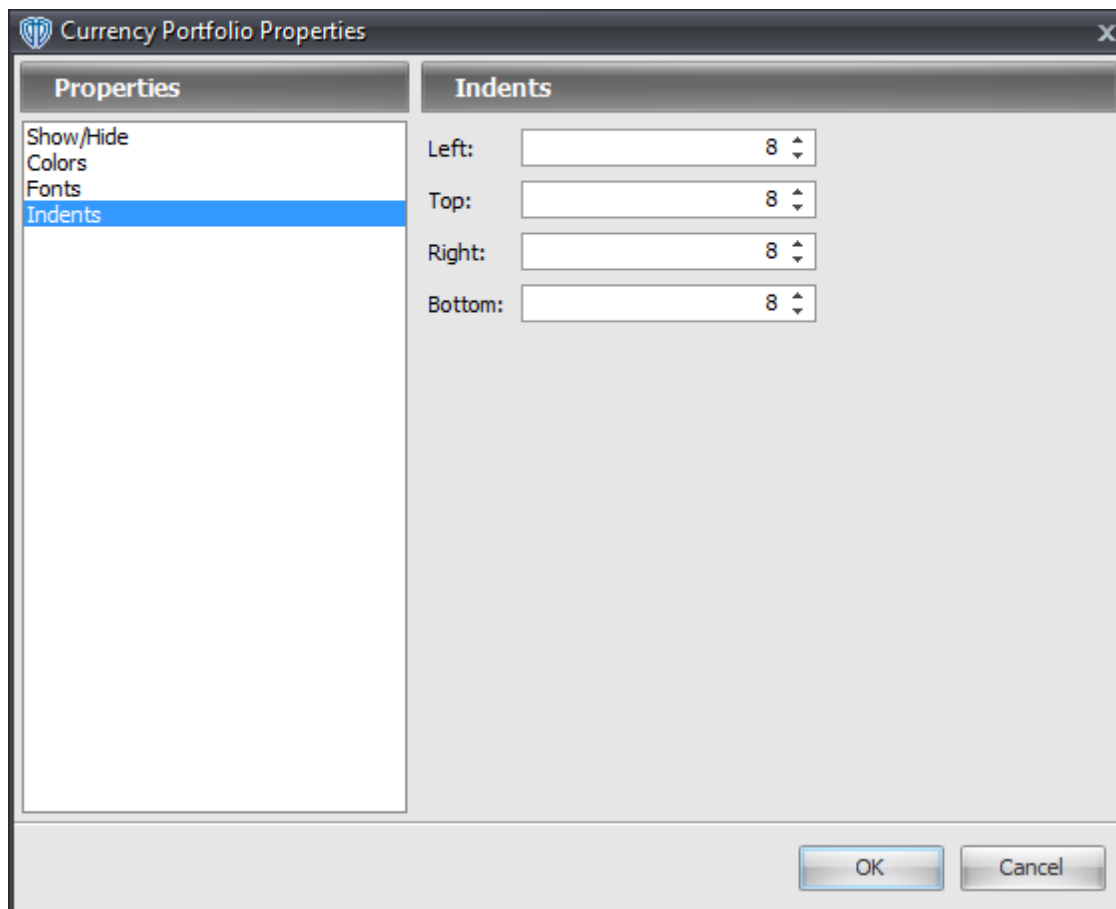 Currency Portfolio Properties
x
Properties
Show/Hide
Colors
Fonts
Indents
Indents
Left: 8
Top: 8
Right: 8
Bottom: 8
OK Cancel